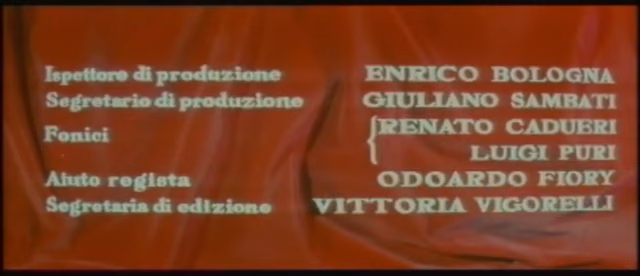 Ispettore di produzione ENRICO BOLOGNA
Segretario di produzione GIULIANO SAMBATI
Fonici RENATO CADUERI
LUIGI PURI
Aiuto regista ODOARDO FIORY
Segretaria di edizione VITTORIA VIGORELLI